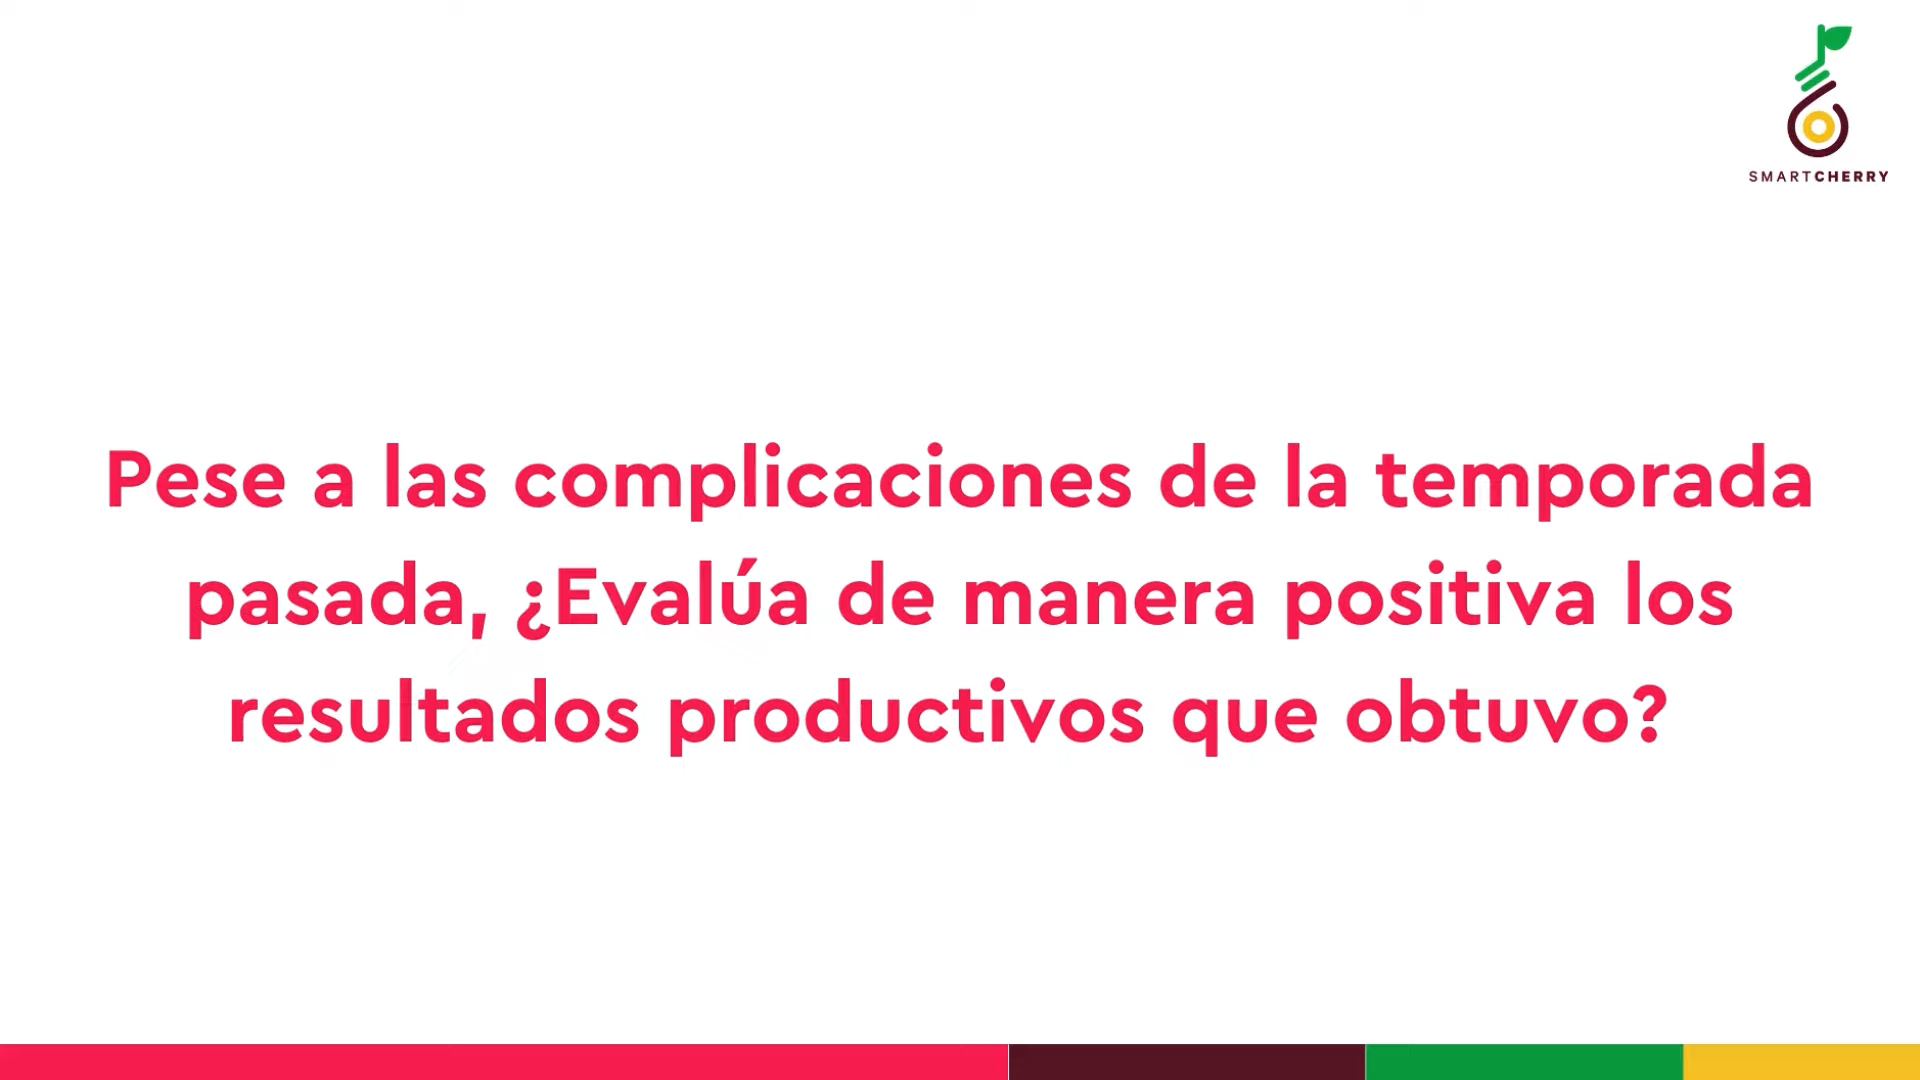 SMARTCHERRY
Pese a las complicaciones de la temporada
pasada, ¿Evalúa de manera positiva los
resultados productivos que obtuvo?